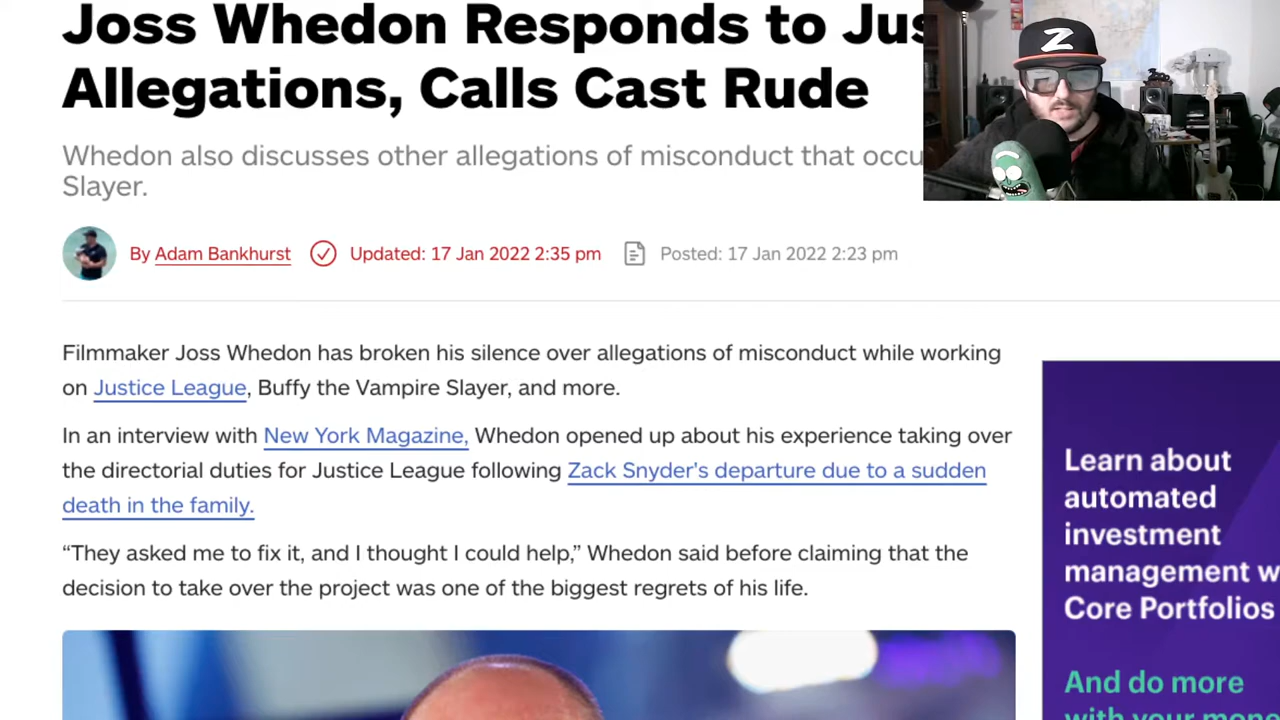 Joss Whedon Responds to Jus
Allegations, Calls Cast Rude
Whedon also discusses other allegations of misconduct that occu
Slayer.
By Adam Bankhurst Updated: 17 Jan 2022 2:35 pm Posted: 17 Jan 2022 2:23 pm
Filmmaker Joss Whedon has broken his silence over allegations of misconduct while working
on Justice League, Buffy the Vampire Slayer, and more.
In an interview with New York Magazine, Whedon opened up about his experience taking over
the directorial duties for Justice League following Zack Snyder's departure due to a sudden
death in the family.
“They asked me to fix it, and I thought I could help,” Whedon said before claiming that the
decision to take over the project was one of the biggest regrets of his life.
Learn about
automated
investment
management w
Core Portfolios
And do more
with your mone
Z